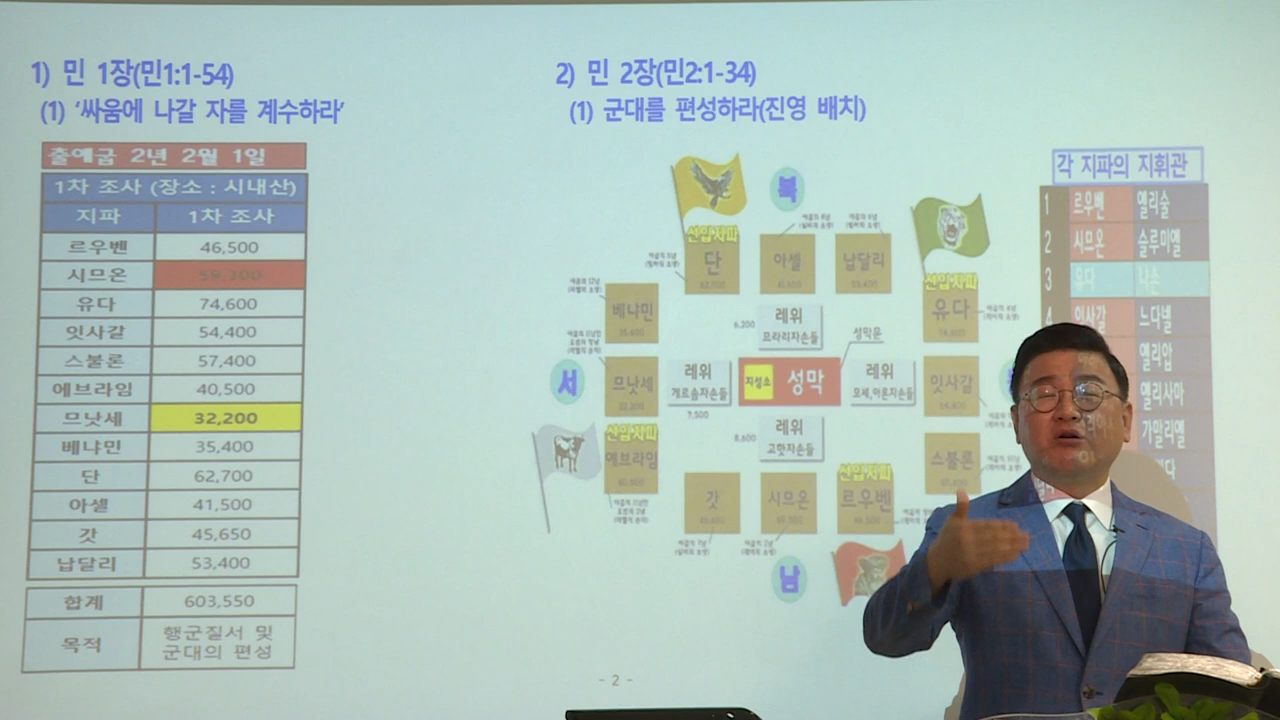 1) 민 1장(민1:1-54)
(1) '싸움에 나갈 자를 계수하라'
출애굽 2년 2월 1일
1차 조사 (장소 : 시내산)
지파 1차 조사
르우벤 46,500
시므온 59,300
유다 74,600
잇사갈 54,400
스불론 57,400
에브라임 40,500
므낫세 32,200
베냐민 35,400
단 62,700
아셀 41,500
갓 45,650
납달리 53,400
합계 603,550
목적 행군질서 및
군대의 편성
2) 민 2장(민2:1-34)
(1) 군대를 편성하라(진영 배치)
북
선입지파
단
아셀
납달리
베냐민
선입지파
유다
6,200
레위
므라리자손들
성막문
서
므낫세
레위
게르솜자손들
7,500
지성소
성막
레위
모세,아론자손들
잇사갈
8,600
레위
고핫자손들
선입지파
에브라임
스불론
갓
시므온
선입지파
르우벤
남
각 지파의 지휘관
1 르우벤 엘리술
2 시므온 슬루미엘
3 유다 나손
4 잇사갈 느다넬
엘리압
엘리사마
가말리엘
- 2 -